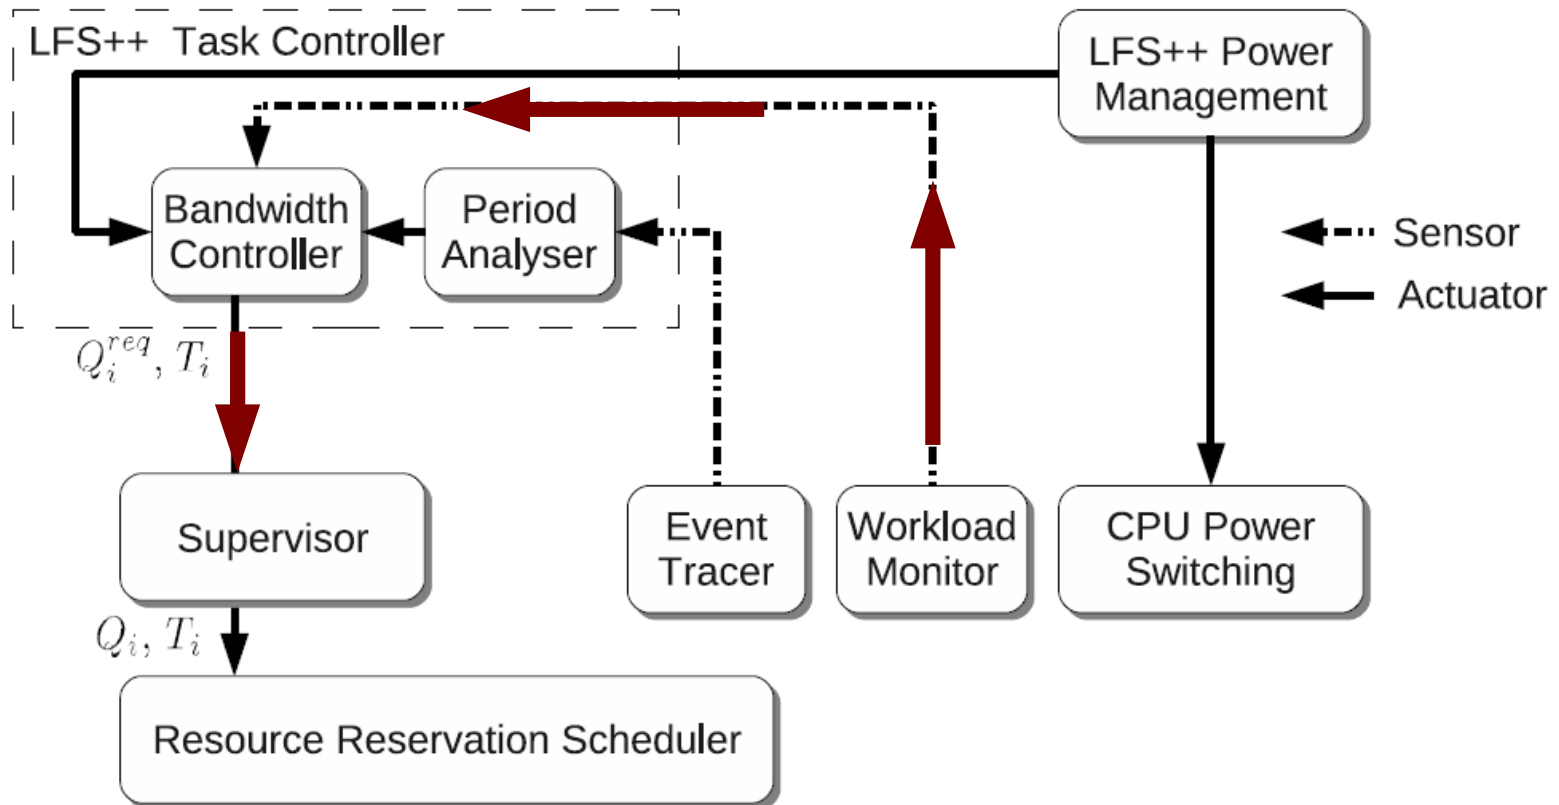 LFS++ Task Controller
LFS++ Power
Management
Bandwidth
Controller
Period
Analyser
Sensor
Actuator
Q_i^{req}, T_i
Supervisor
Event
Tracer
Workload
Monitor
CPU Power
Switching
Q_i, T_i
Resource Reservation Scheduler